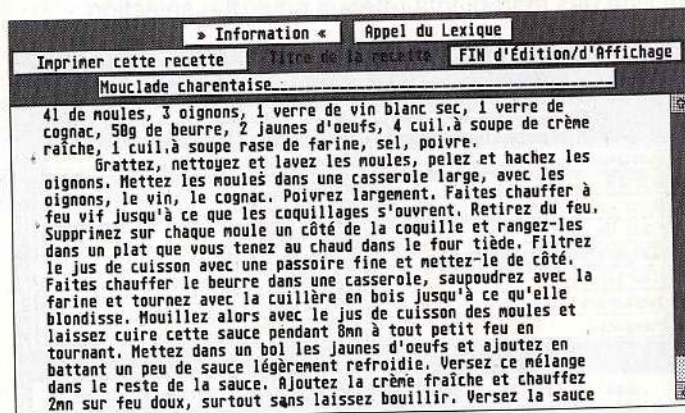 » Information «  Appel du Lexique
Imprimer cette recette  Titre de la recette  FIN d'Édition/d'Affichage
Mouclade charentaise
4l de moules, 3 oignons, 1 verre de vin blanc sec, 1 verre de
cognac, 50g de beurre, 2 jaunes d'oeufs, 4 cuil.à soupe de crème
raîche, 1 cuil.à soupe rase de farine, sel, poivre.
Grattez, nettoyez et lavez les moules, pelez et hachez les
oignons. Mettez les moules dans une casserole large, avec les
oignons, le vin, le cognac. Poivrez largement. Faites chauffer à
feu vif jusqu'à ce que les coquillages s'ouvrent. Retirez du feu.
Supprimez sur chaque moule un côté de la coquille et rangez-les
dans un plat que vous tenez au chaud dans le four tiède. Filtrez
le jus de cuisson avec une passoire fine et mettez-le de côté.
Faites chauffer le beurre dans une casserole, saupoudrez avec la
farine et tournez avec la cuillère en bois jusqu'à ce qu'elle
blondisse. Mouillez alors avec le jus de cuisson des moules et
laissez cuire cette sauce pendant 8mn à tout petit feu en
tournant. Mettez dans un bol les jaunes d'oeufs et ajoutez en
battant un peu de sauce légèrement refroidie. Versez ce mélange
dans le reste de la sauce. Ajoutez la crème fraîche et chauffez
2mn sur feu doux, surtout sans laissez bouillir. Versez la sauce